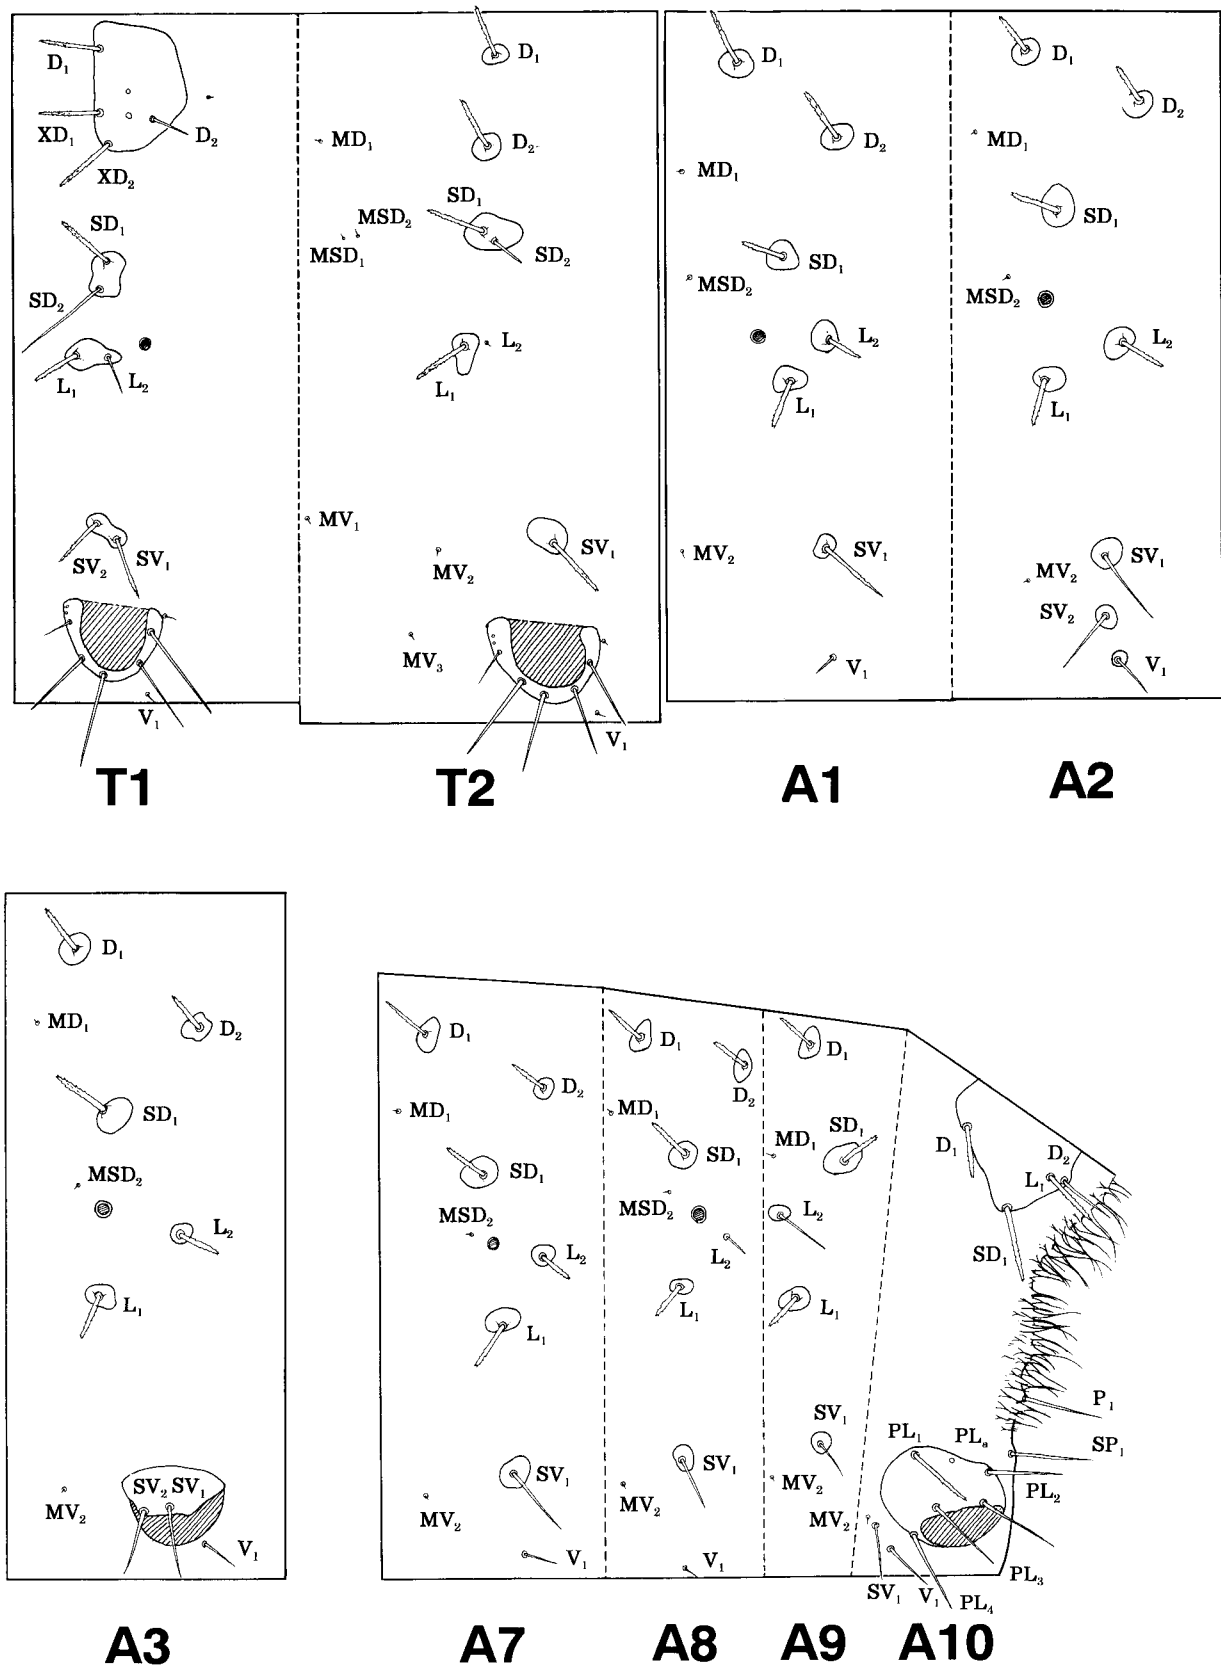 D₁
XD₁
D₂
XD₂
SD₁
SD₂
L₁
L₂
SV₂
SV₁
V₁
D₁
MD₁
D₂
SD₁
MSD₂
MSD₁
SD₂
L₂
L₁
MV₁
MV₂
SV₁
MV₃
V₁
D₁
D₂
MD₁
SD₁
MSD₂
L₂
L₁
MV₂
SV₁
V₁
D₁
D₂
MD₁
SD₁
MSD₂
L₂
L₁
SV₁
MV₂
SV₂
V₁
T1 T2 A1 A2
D₁
MD₁
D₂
SD₁
MSD₂
L₂
L₁
SV₂ SV₁
MV₂
V₁
D₁
D₂
MD₁
SD₁
MSD₂
L₂
L₁
SV₁
MV₂
V₁
D₁
D₂
MD₁
SD₁
MSD₂
L₂
L₁
SV₁
MV₂
V₁
D₁
SD₁
MD₁
L₂
L₁
SV₁
MV₂
D₁
D₂
L₁
SD₁
P₁
PL₁
PLₐ
SP₁
PL₂
MV₂
PL₃
SV₁
V₁
PL₄
A3 A7 A8 A9 A10